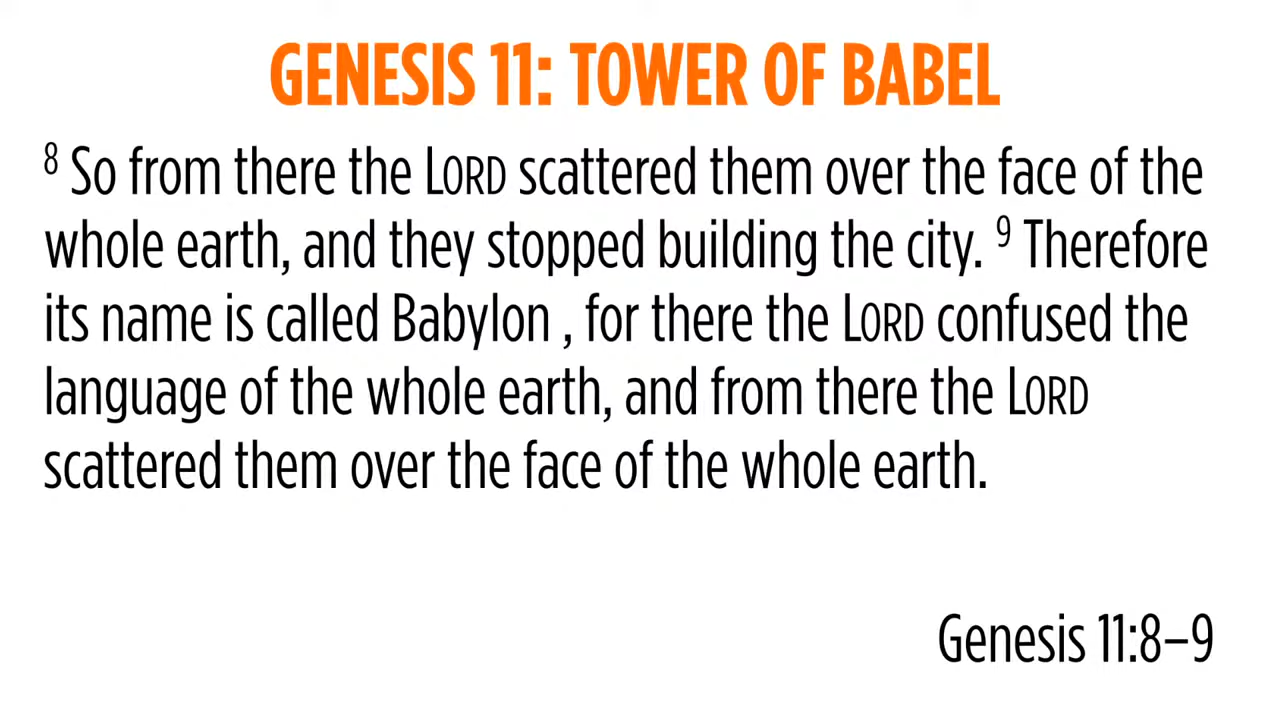 GENESIS 11: TOWER OF BABEL
⁸ So from there the LORD scattered them over the face of the
whole earth, and they stopped building the city. ⁹ Therefore
its name is called Babylon , for there the LORD confused the
language of the whole earth, and from there the LORD
scattered them over the face of the whole earth.
Genesis 11:8–9